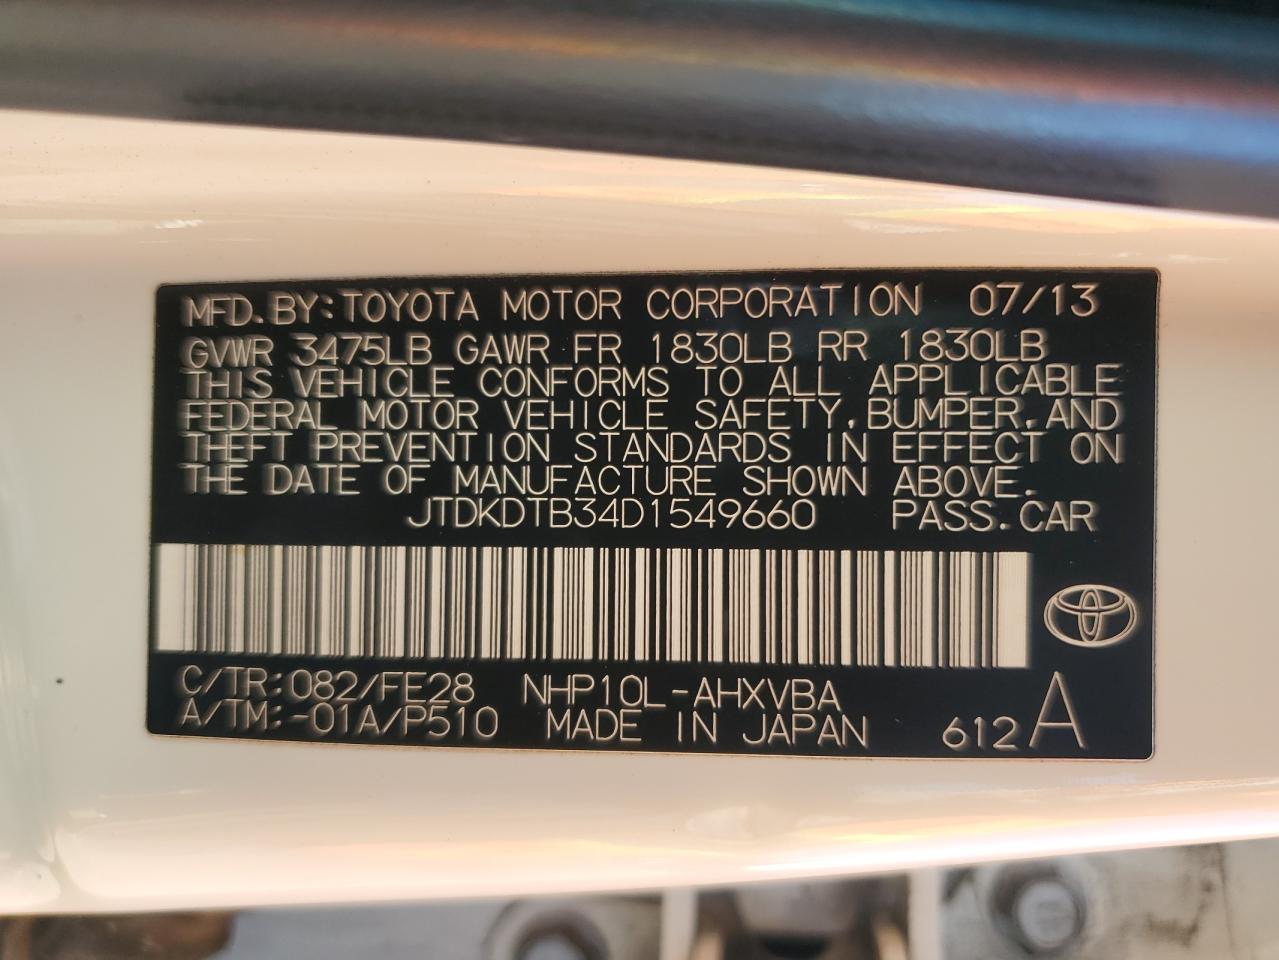 MFD.BY:TOYOTA MOTOR CORPORATION 07/13
GVWR 3475LB GAWR FR 1830LB RR 1830LB
THIS VEHICLE CONFORMS TO ALL APPLICABLE
FEDERAL MOTOR VEHICLE SAFETY,BUMPER,AND
THEFT PREVENTION STANDARDS IN EFFECT ON
THE DATE OF MANUFACTURE SHOWN ABOVE.
JTDKDTB34D1549660 PASS.CAR
C/TR:082/FE28 NHP10L-AHXVBA
A/TM:-01A/P510 MADE IN JAPAN 612 A